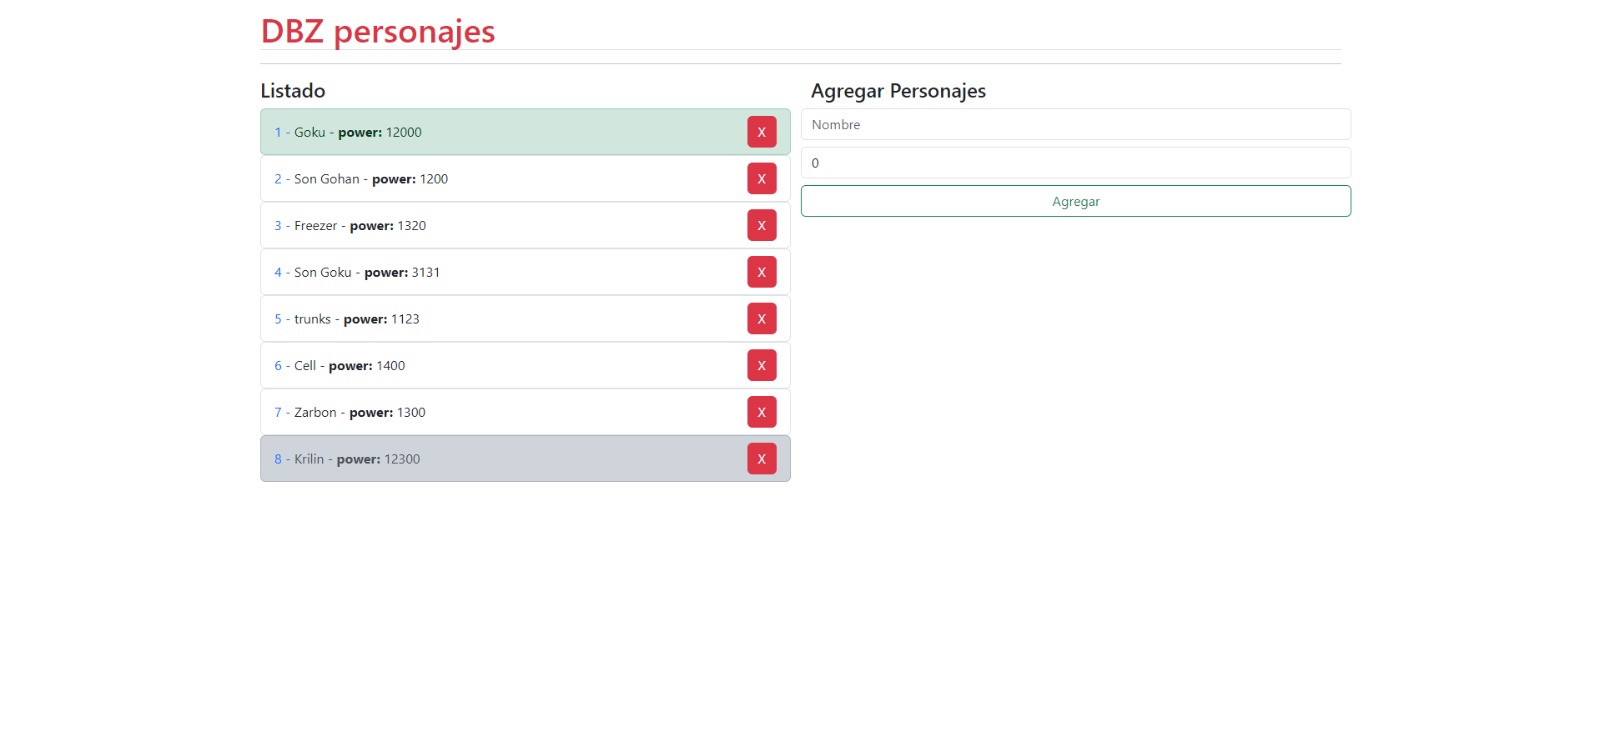 DBZ personajes
Listado
1 - Goku - power: 12000 X
2 - Son Gohan - power: 1200 X
3 - Freezer - power: 1320 X
4 - Son Goku - power: 3131 X
5 - trunks - power: 1123 X
6 - Cell - power: 1400 X
7 - Zarbon - power: 1300 X
8 - Krilin - power: 12300 X
Agregar Personajes
Nombre
0
Agregar